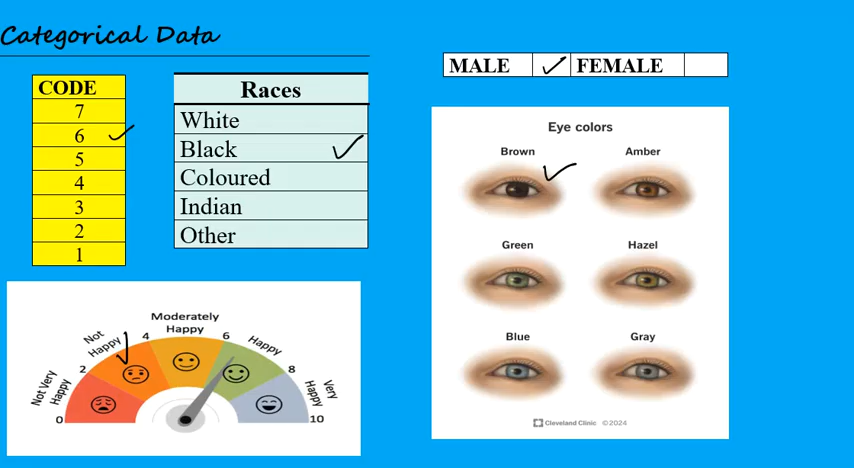 Categorical Data
CODE
7
6
5
4
3
2
1
Races
White
Black
Coloured
Indian
Other
MALE FEMALE
Eye colors
Brown Amber
Green Hazel
Blue Gray
Cleveland Clinic ©2024
Not Very Happy
Not Happy
Moderately Happy
Happy
Very Happy
0 2 4 6 8 10